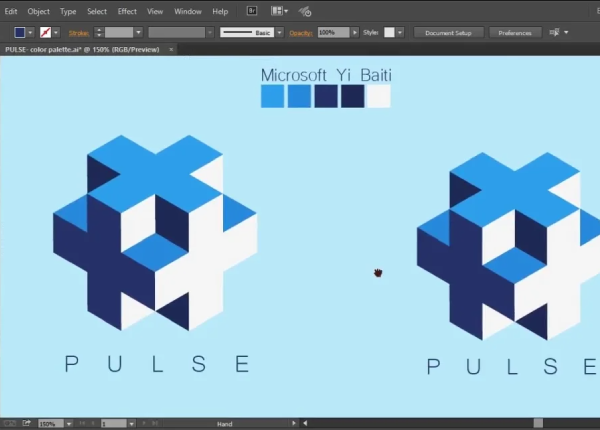 Edit Object Type Select Effect View Window Help Br
Stroke: Basic Opacity: 100% Style: Document Setup Preferences
PULSE- color palette.ai* @ 150% (RGB/Preview) ×
Microsoft Yi Baiti
PULSE
PULSE
150% 1 Hand